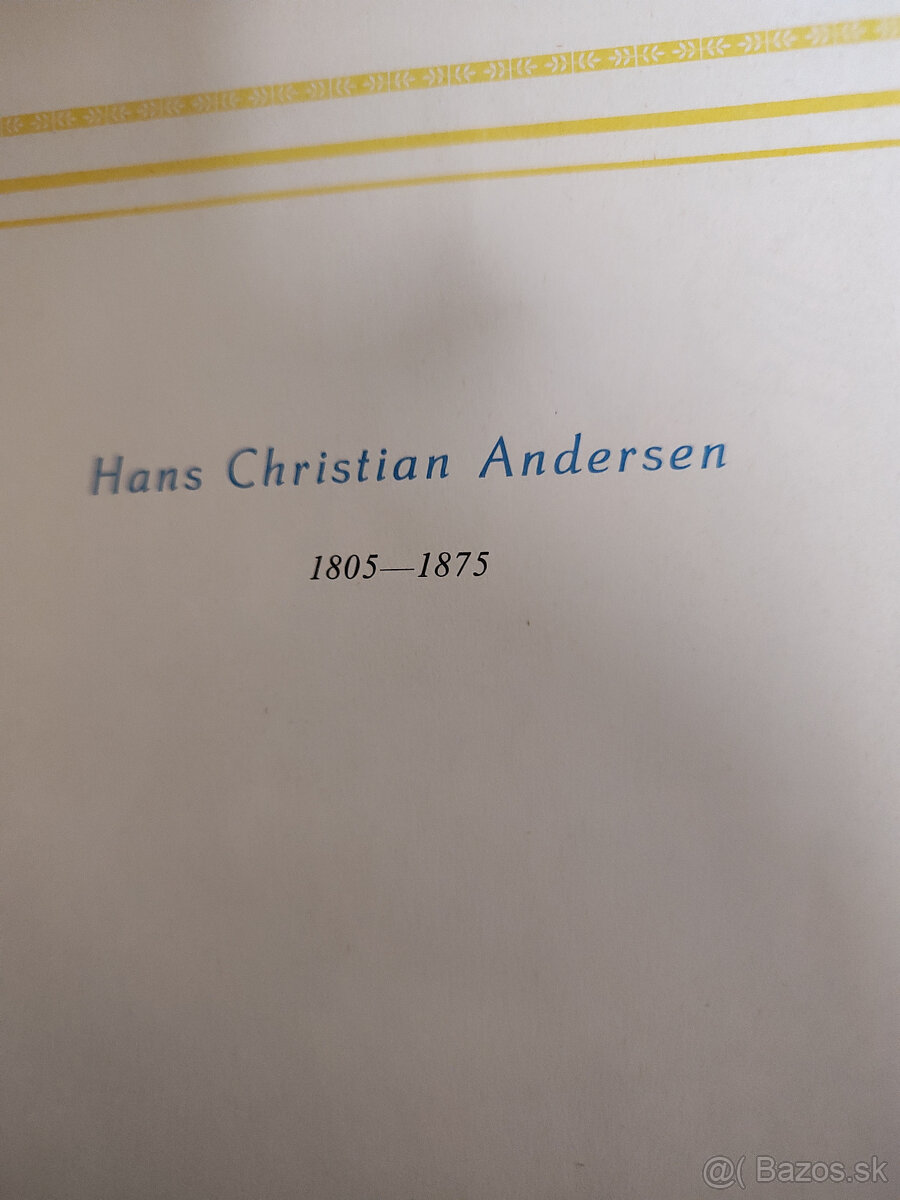 Hans Christian Andersen
1805—1875
@( Bazos.sk